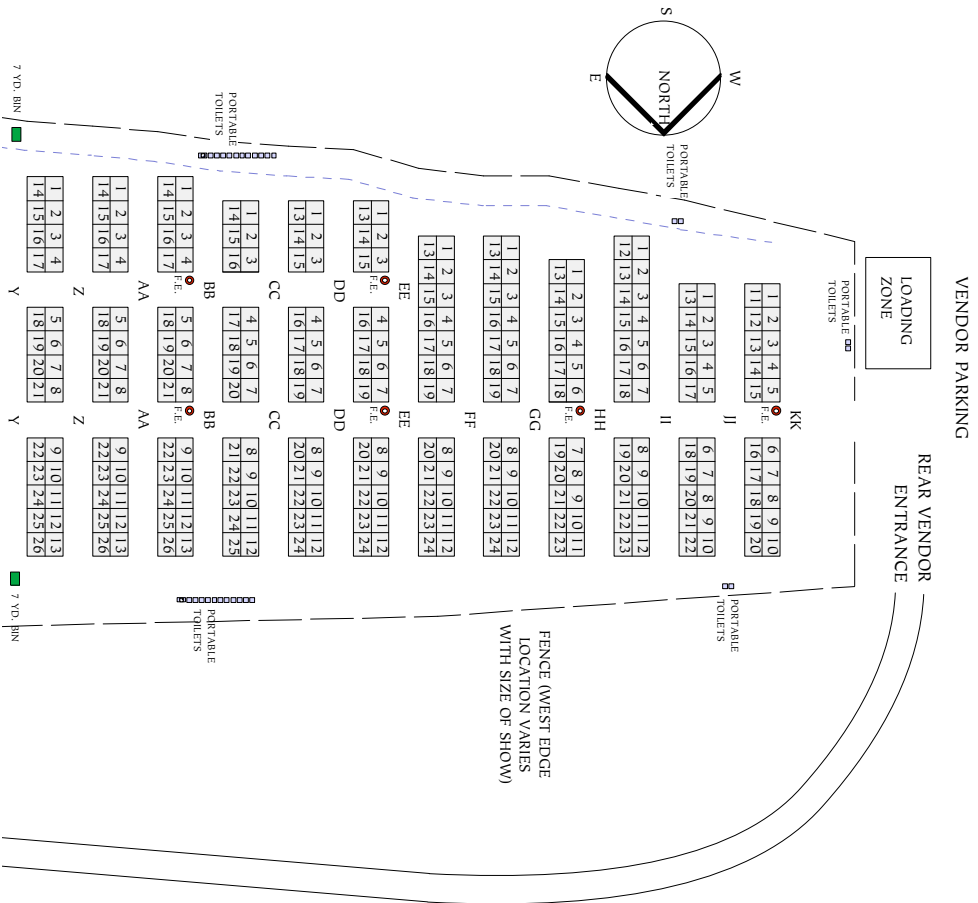 VENDOR PARKING
REAR VENDOR
ENTRANCE
LOADING
ZONE
PORTABLE
TOILETS
KK
1 2 3 4 5 6 7 8 9 10
11 12 13 14 15 16 17 18 19 20
F.E.
PORTABLE
TOILETS
JJ
1 2 3 4 5 6 7 8 9 10
13 14 15 16 17 18 19 20 21 22
PORTABLE
TOILETS
W
NORTH
S
E
II
1 2 3 4 5 6 7 8 9 10 11 12
12 13 14 15 16 17 18 19 20 21 22 23
HH
1 2 3 4 5 6 7 8 9 10 11
13 14 15 16 17 18 19 20 21 22 23
F.E.
FENCE (WEST EDGE
LOCATION VARIES
WITH SIZE OF SHOW)
GG
1 2 3 4 5 6 7 8 9 10 11 12
13 14 15 16 17 18 19 20 21 22 23 24
FF
1 2 3 4 5 6 7 8 9 10 11 12
13 14 15 16 17 18 19 20 21 22 23 24
EE EE
1 2 3 4 5 6 7 8 9 10 11 12
13 14 15 16 17 18 19 20 21 22 23 24
F.E. F.E.
DD DD
1 2 3 4 5 6 7 8 9 10 11 12
13 14 15 16 17 18 19 20 21 22 23 24
CC CC
1 2 3 4 5 6 7 8 9 10 11 12
14 15 16 17 18 19 20 21 22 23 24 25
PORTABLE
TOILETS
PORTABLE
TOILETS
BB BB
1 2 3 4 5 6 7 8 9 10 11 12 13
14 15 16 17 18 19 20 21 22 23 24 25 26
F.E. F.E.
AA AA
1 2 3 4 5 6 7 8 9 10 11 12 13
14 15 16 17 18 19 20 21 22 23 24 25 26
Z Z
1 2 3 4 5 6 7 8 9 10 11 12 13
14 15 16 17 18 19 20 21 22 23 24 25 26
Y Y
7 YD. BIN
7 YD. BIN